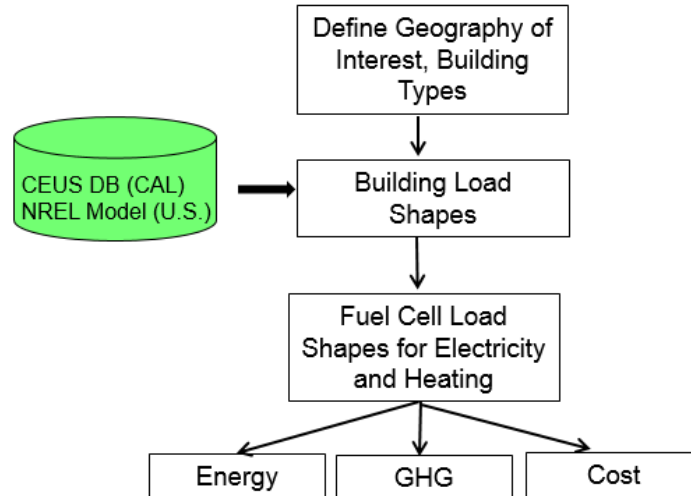 Define Geography of
Interest, Building
Types
CEUS DB (CAL)
NREL Model (U.S.)
Building Load
Shapes
Fuel Cell Load
Shapes for Electricity
and Heating
Energy
GHG
Cost